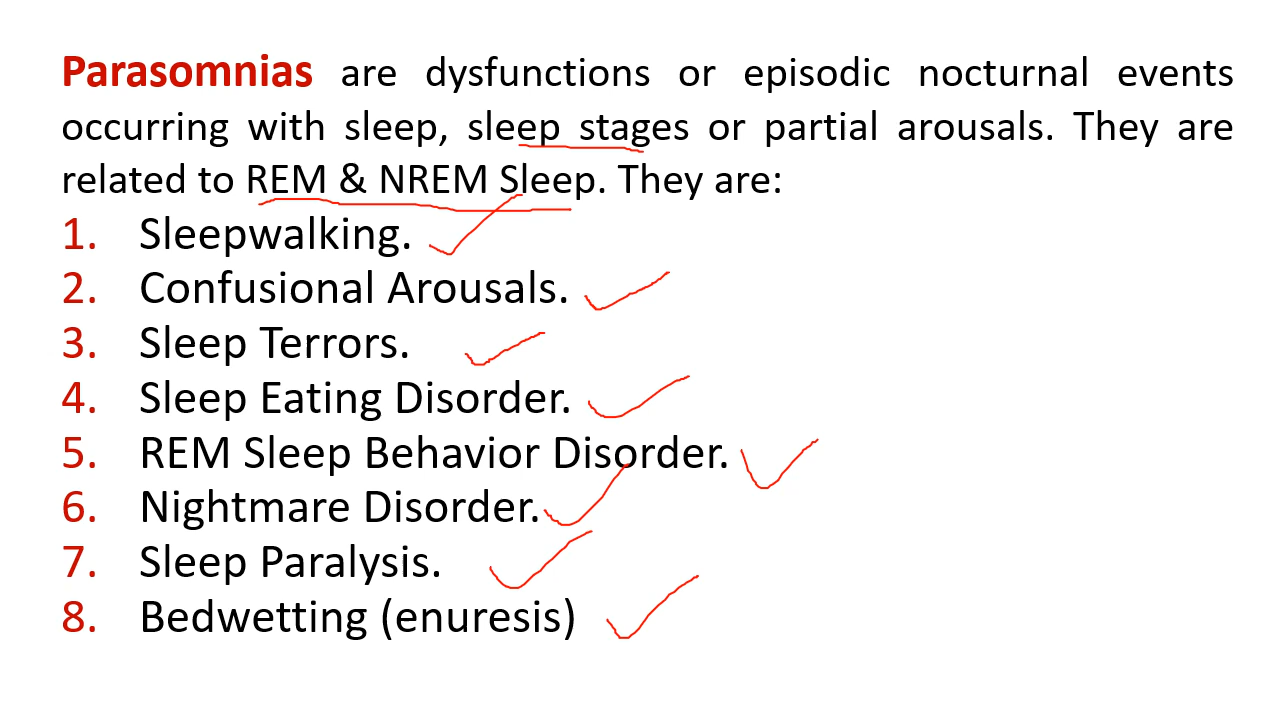 Parasomnias are dysfunctions or episodic nocturnal events
occurring with sleep, sleep stages or partial arousals. They are
related to REM & NREM Sleep. They are:
1. Sleepwalking.
2. Confusional Arousals.
3. Sleep Terrors.
4. Sleep Eating Disorder.
5. REM Sleep Behavior Disorder.
6. Nightmare Disorder.
7. Sleep Paralysis.
8. Bedwetting (enuresis)